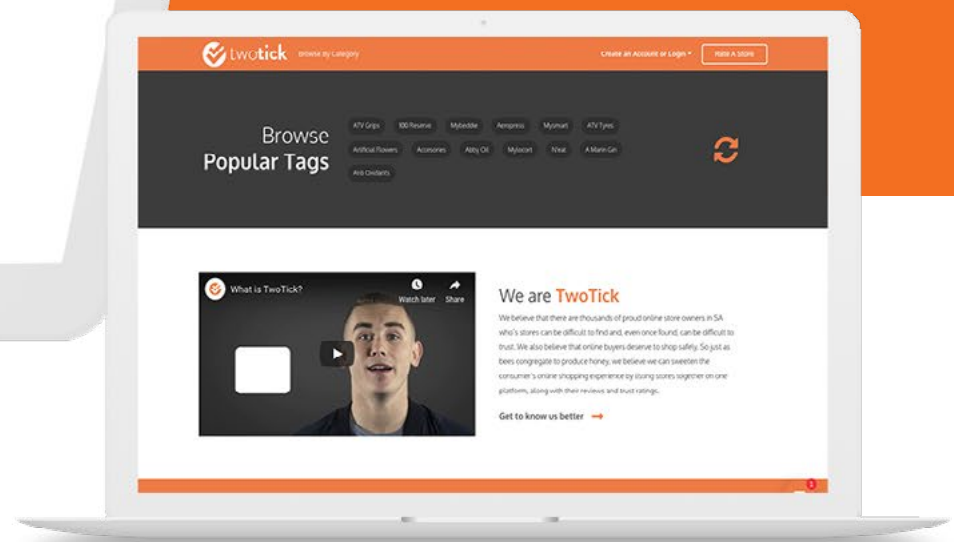 twotick Browse By Category Create an Account or Login Rate A Store
Browse
Popular Tags
ATV Grips 100 Reserve Mybeddie Aeropress Mysmart ATV Tyres
Artificial Flowers Accesories Abby Oil Mylocart N'eat A Mann Gin
Avis Oxidants
What is TwoTick?
Watch later Share
We are TwoTick
We believe that there are thousands of proud online store owners in SA
who's stores can be difficult to find and, even once found, can be difficult to
trust. We also believe that online buyers deserve to shop safely. So just as
bees congregate to produce honey, we believe we can sweeten the
consumer's online shopping experience by listing stores together on one
platform, along with their reviews and trust ratings.
Get to know us better
1